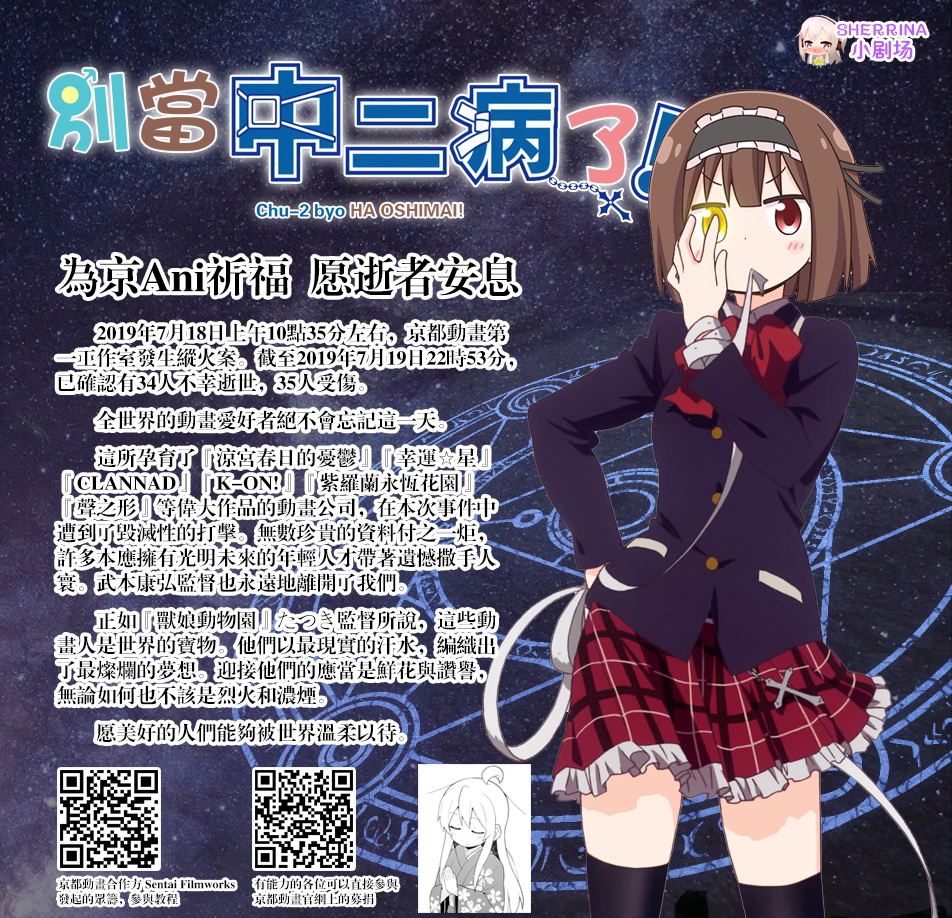 SHERRINA
小剧场
別當中二病了!
Chu-2 byo HA OSHIMAI!
為京Ani祈福 愿逝者安息
2019年7月18日上午10點35分左右，京都動畫第
一工作室發生縱火案。截至2019年7月19日22時53分，
已確認有34人不幸逝世，35人受傷。
全世界的動畫愛好者絕不會忘記這一天。
這所孕育了『涼宮春日的憂鬱』『幸運☆星』
『CLANNAD』『K-ON!』『紫羅蘭永恆花園』
『聲之形』等偉大作品的動畫公司，在本次事件中
遭到了毀滅性的打擊。無數珍貴的資料付之一炬，
許多本應擁有光明未來的年輕人才帶著遺憾撒手人
寰。武本康弘監督也永遠地離開了我們。
正如『獸娘動物園』たつき監督所說，這些動
畫人是世界的寶物。他們以最現實的汗水，編織出
了最燦爛的夢想。迎接他們的應當是鮮花與讚譽，
無論如何也不該是烈火和濃煙。
愿美好的人們能夠被世界溫柔以待。
京都動畫合作方 Sentai Filmworks
發起的眾籌，參與教程
有能力的各位可以直接參與
京都動畫官網上的募捐